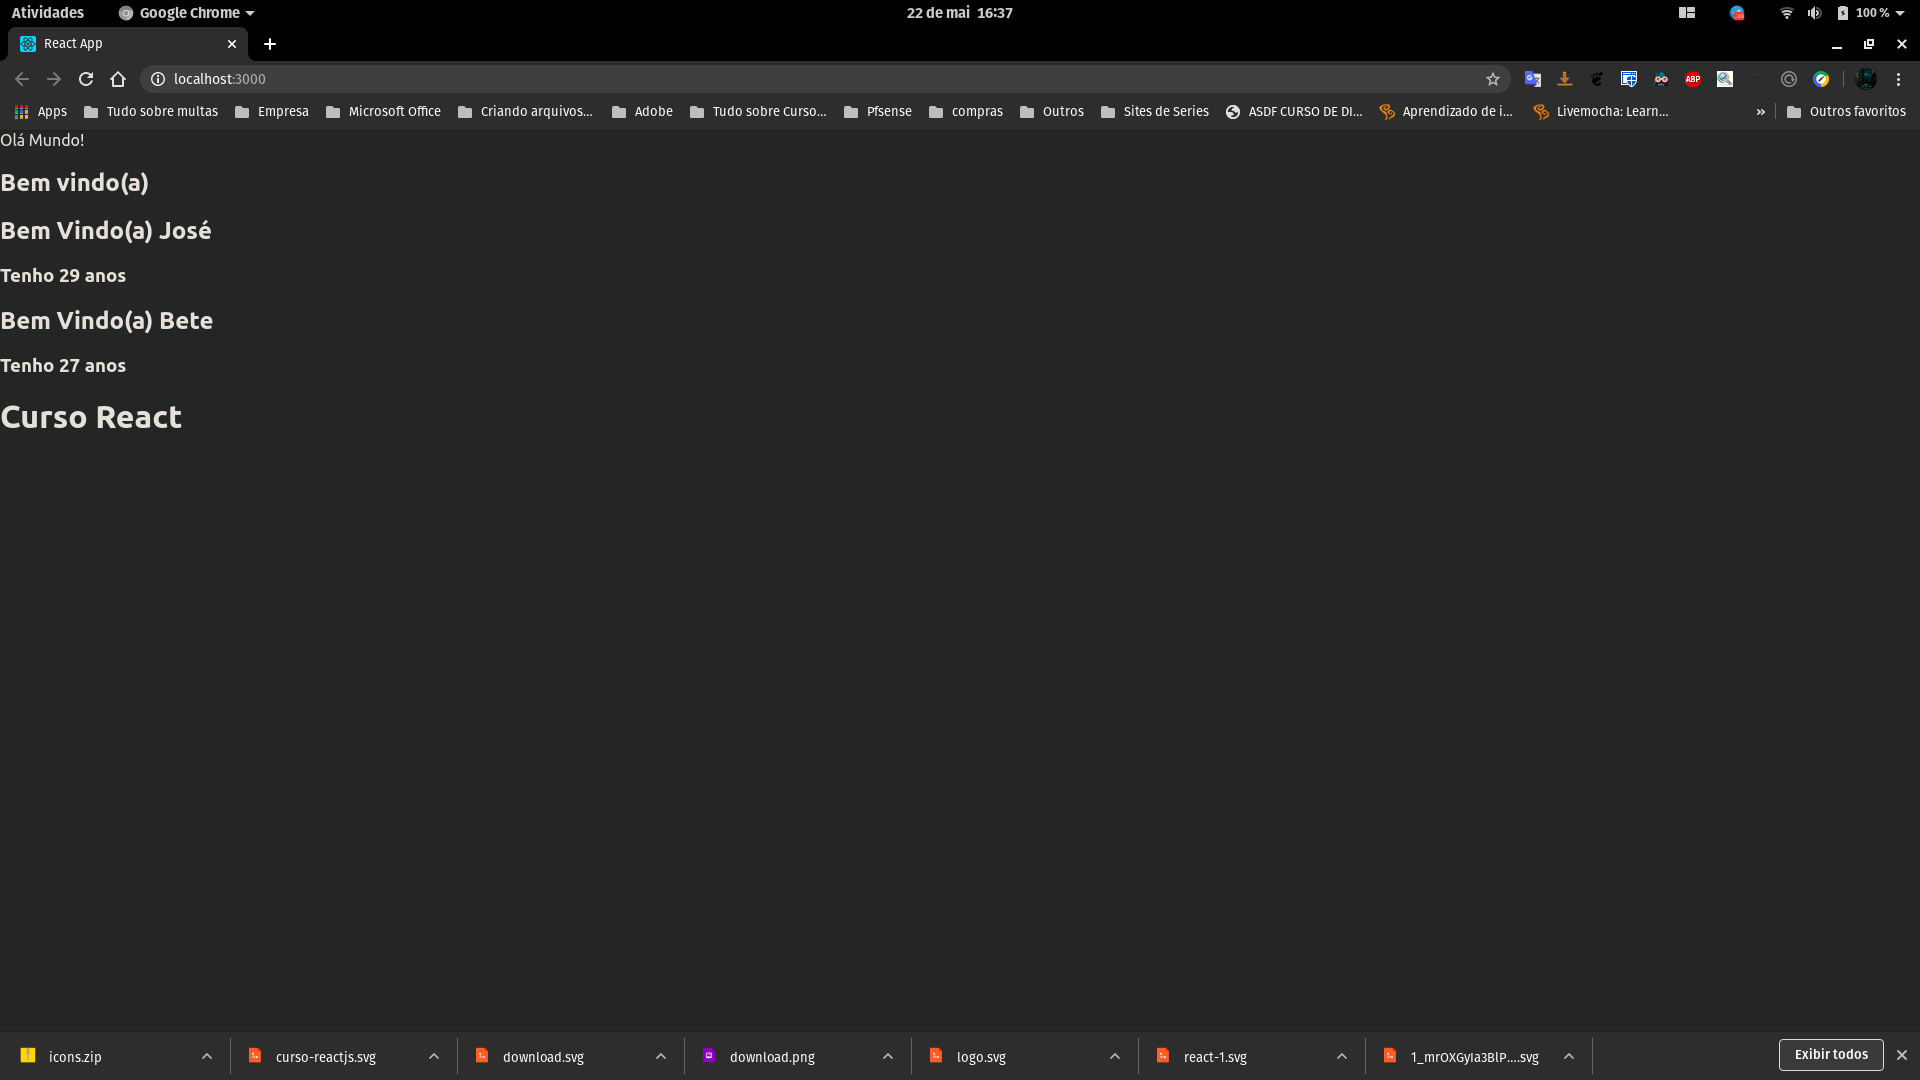 Atividades Google Chrome 22 de mai 16:37 100 %
React App
localhost:3000
Apps Tudo sobre multas Empresa Microsoft Office Criando arquivos... Adobe Tudo sobre Curso... Pfsense compras Outros Sites de Series ASDF CURSO DE DI... Aprendizado de i... Livemocha: Learn... » Outros favoritos
Olá Mundo!
Bem vindo(a)
Bem Vindo(a) José
Tenho 29 anos
Bem Vindo(a) Bete
Tenho 27 anos
Curso React
icons.zip curso-reactjs.svg download.svg download.png logo.svg react-1.svg 1_mrOXGyIa3BlP....svg Exibir todos